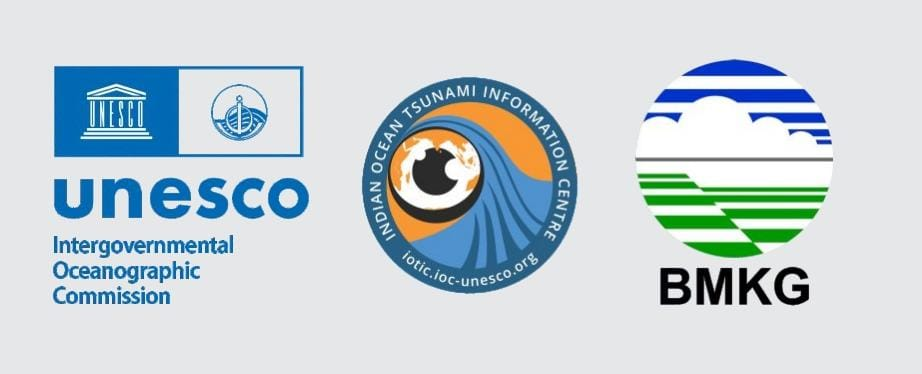 UNESCO
unesco
Intergovernmental
Oceanographic
Commission
INDIAN OCEAN TSUNAMI INFORMATION CENTRE
iotic.ioc-unesco.org
BMKG